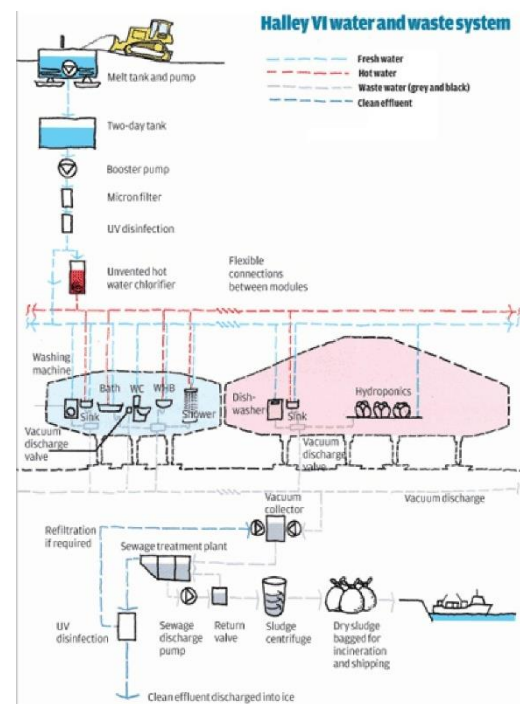 Halley VI water and waste system
Fresh water
Hot water
Waste water (grey and black)
Clean effluent
Melt tank and pump
Two-day tank
Booster pump
Micron filter
UV disinfection
Unvented hot
water chlorifier
Flexible
connections
between modules
Washing
machine
Bath
WC
WHB
Sink
Shower
Vacuum
discharge
valve
Dish-
washer
Sink
Hydroponics
Vacuum
discharge
valve
Vacuum
collector
Vacuum discharge
Refiltration
if required
Sewage treatment plant
UV
disinfection
Sewage
discharge
pump
Return
valve
Sludge
centrifuge
Dry sludge
bagged for
incineration
and shipping
Clean effluent discharged into ice